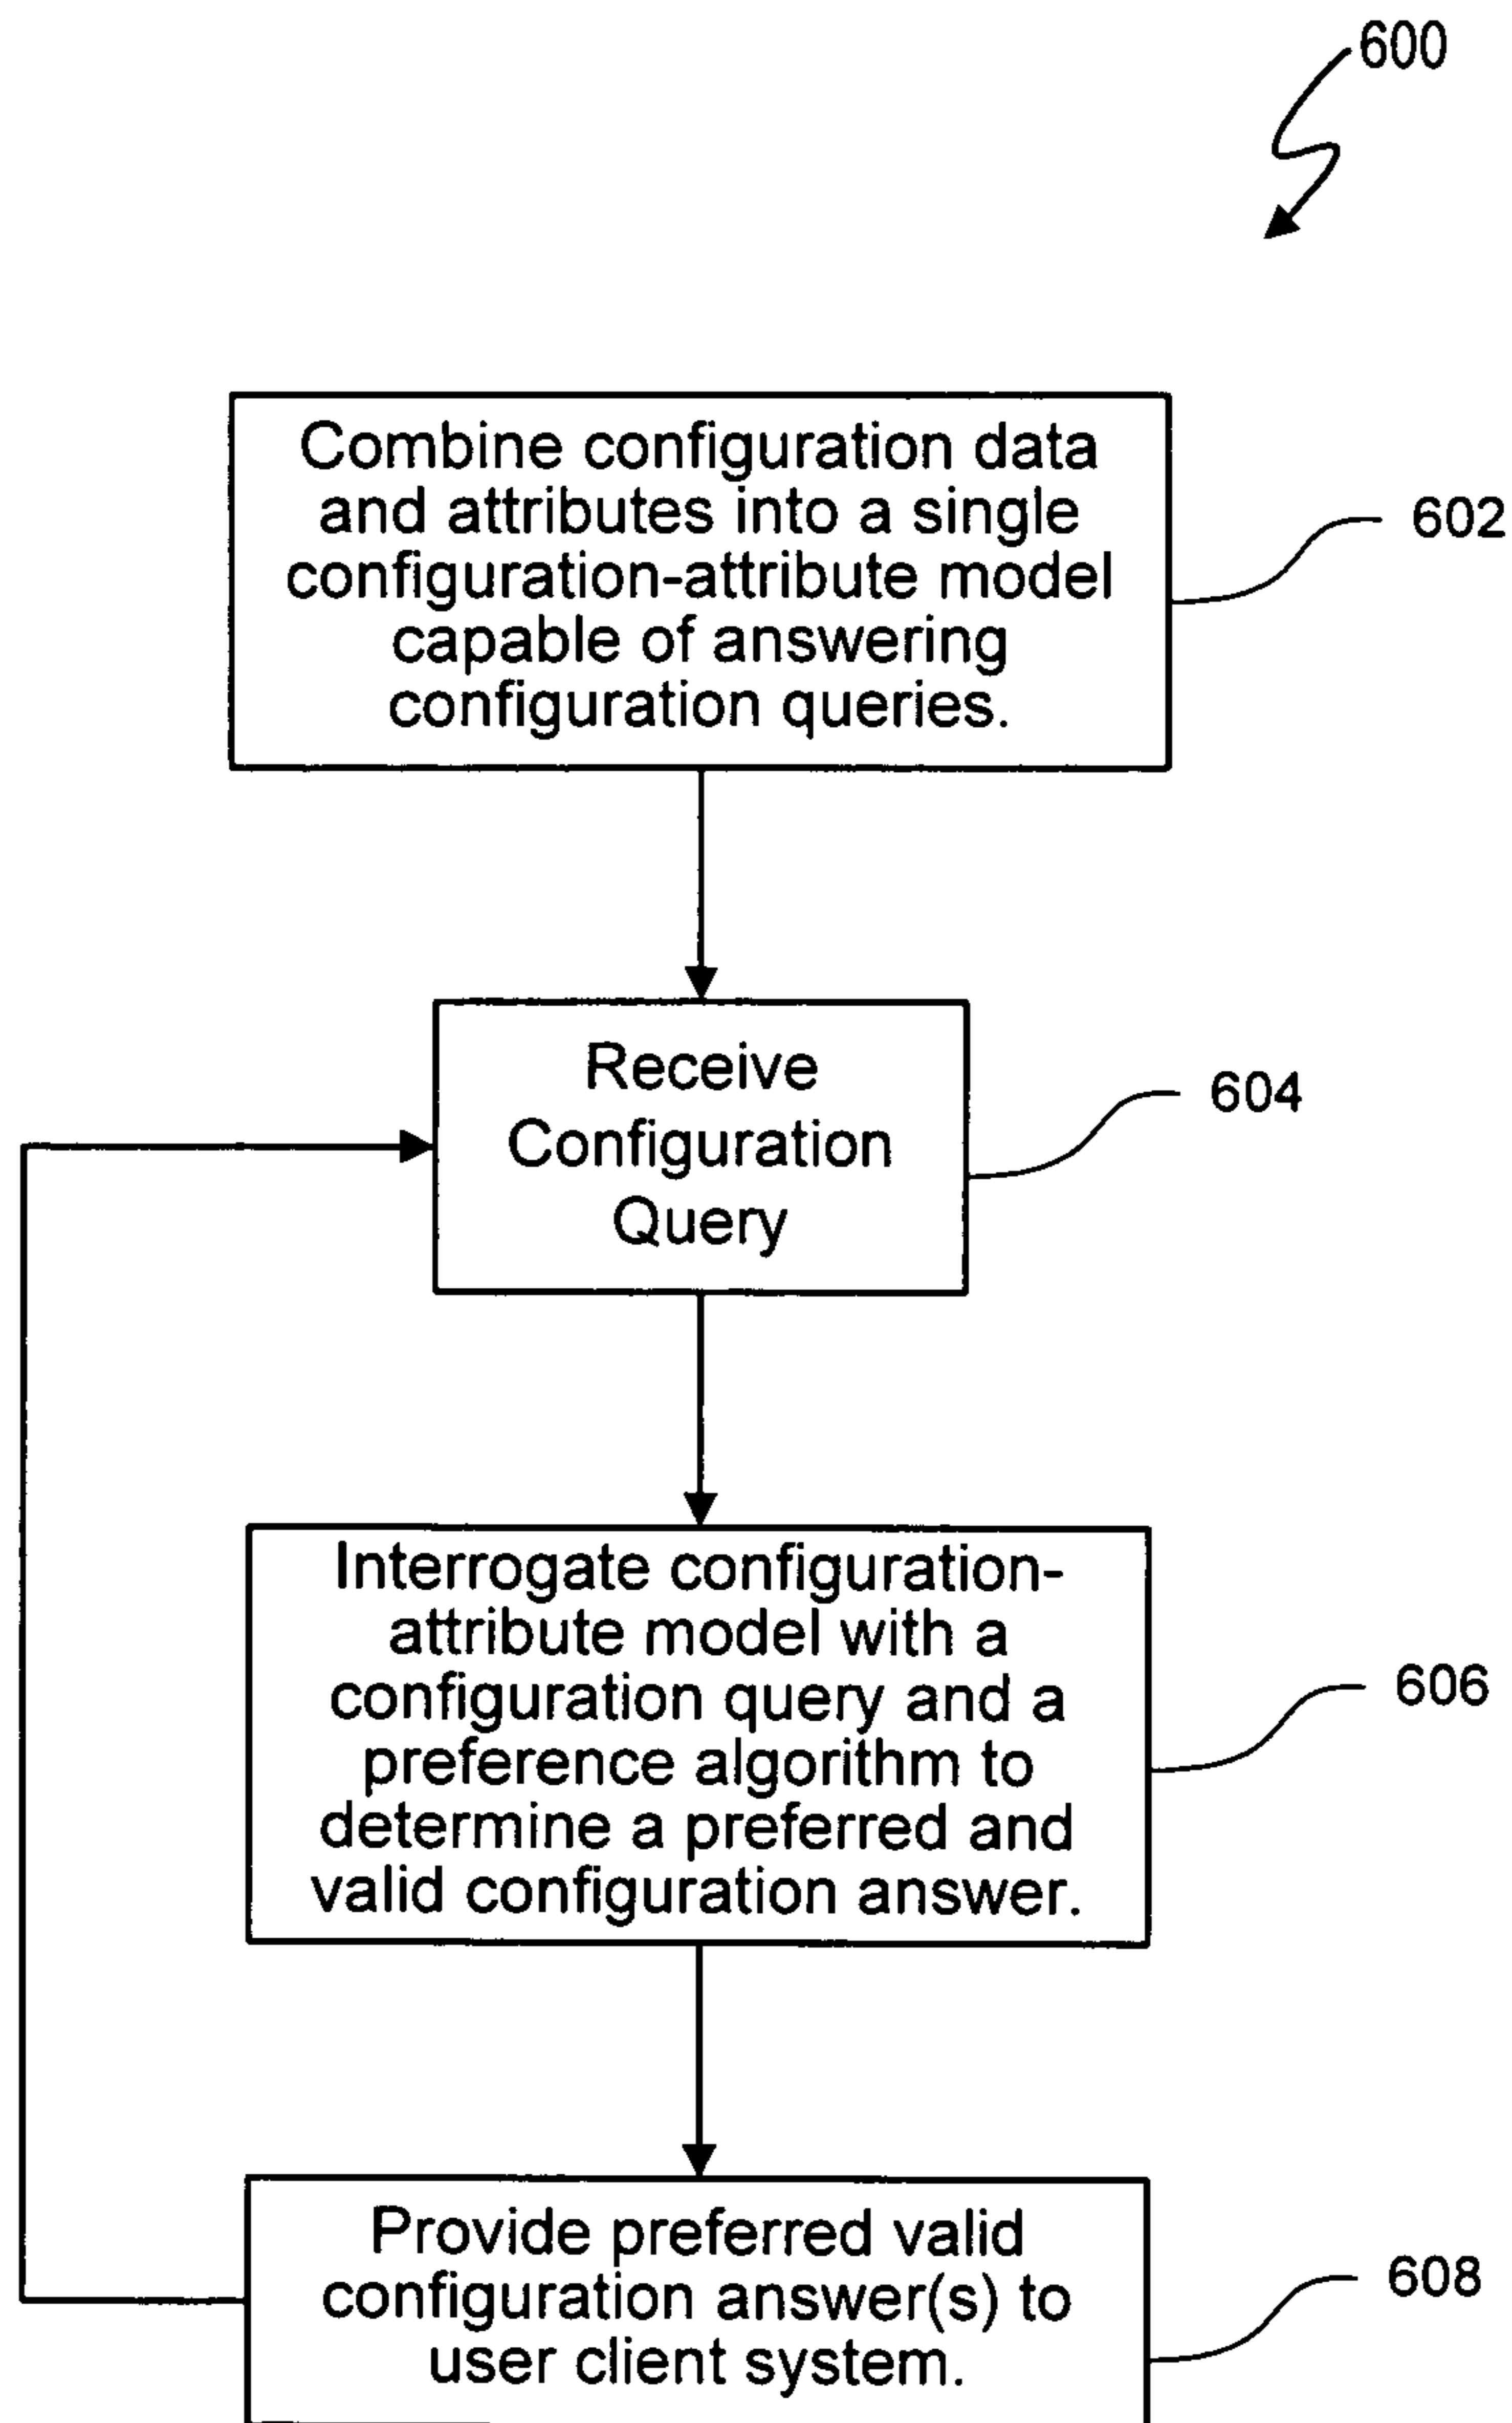 600
Combine configuration data
and attributes into a single
configuration-attribute model
capable of answering
configuration queries.
602
Receive
Configuration
Query
604
Interrogate configuration-
attribute model with a
configuration query and a
preference algorithm to
determine a preferred and
valid configuration answer.
606
Provide preferred valid
configuration answer(s) to
user client system.
608